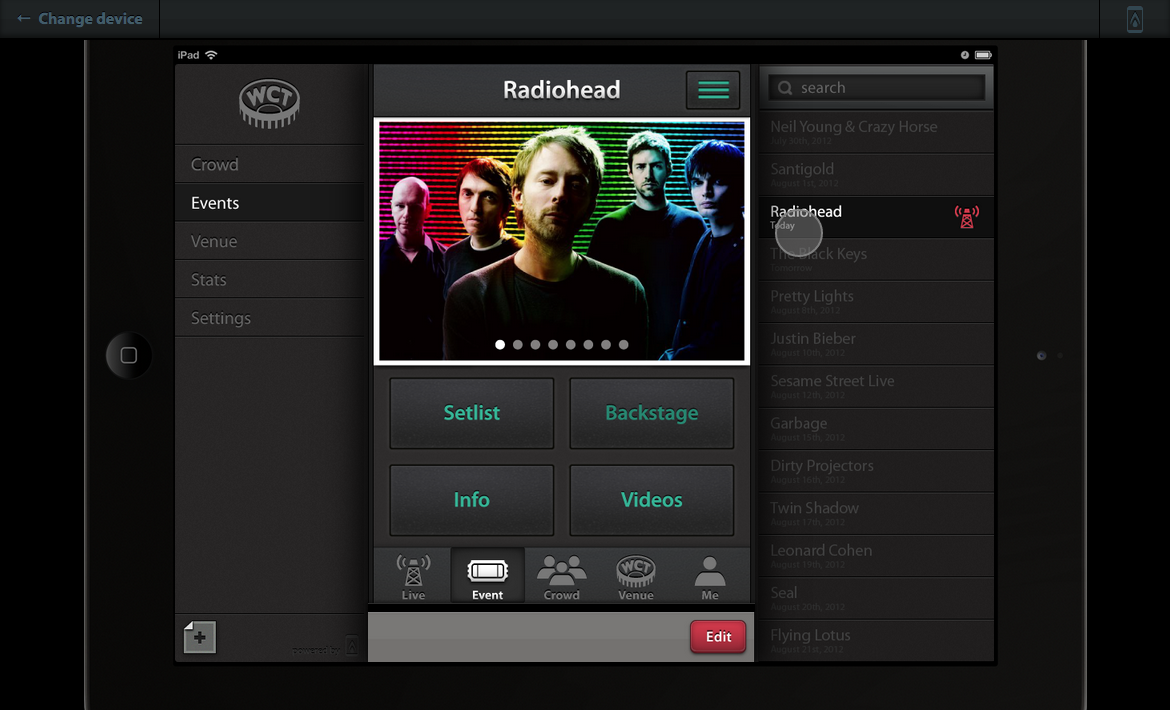 ← Change device
iPad
WCT
Crowd
Events
Venue
Stats
Settings
powered by
Radiohead
Setlist
Backstage
Info
Videos
Live
Event
Crowd
WCT
Venue
Me
Edit
search
Neil Young & Crazy Horse
July 30th, 2012
Santigold
August 1st, 2012
Radiohead
Today
The Black Keys
Tomorrow
Pretty Lights
August 8th, 2012
Justin Bieber
August 10th, 2012
Sesame Street Live
August 12th, 2012
Garbage
August 15th, 2012
Dirty Projectors
August 16th, 2012
Twin Shadow
August 17th, 2012
Leonard Cohen
August 19th, 2012
Seal
August 20th, 2012
Flying Lotus
August 21st, 2012